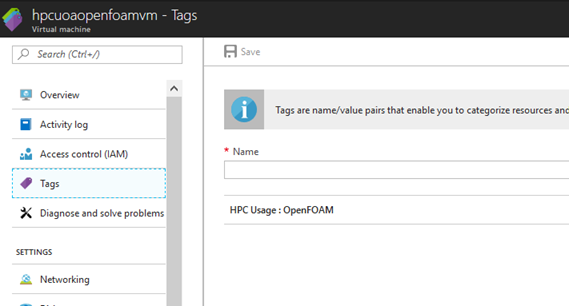 hpcuoaopenfoamvm - Tags
Virtual machine
Search (Ctrl+/)
Overview
Activity log
Access control (IAM)
Tags
Diagnose and solve problems
SETTINGS
Networking
Save
Tags are name/value pairs that enable you to categorize resources and
* Name
HPC Usage : OpenFOAM